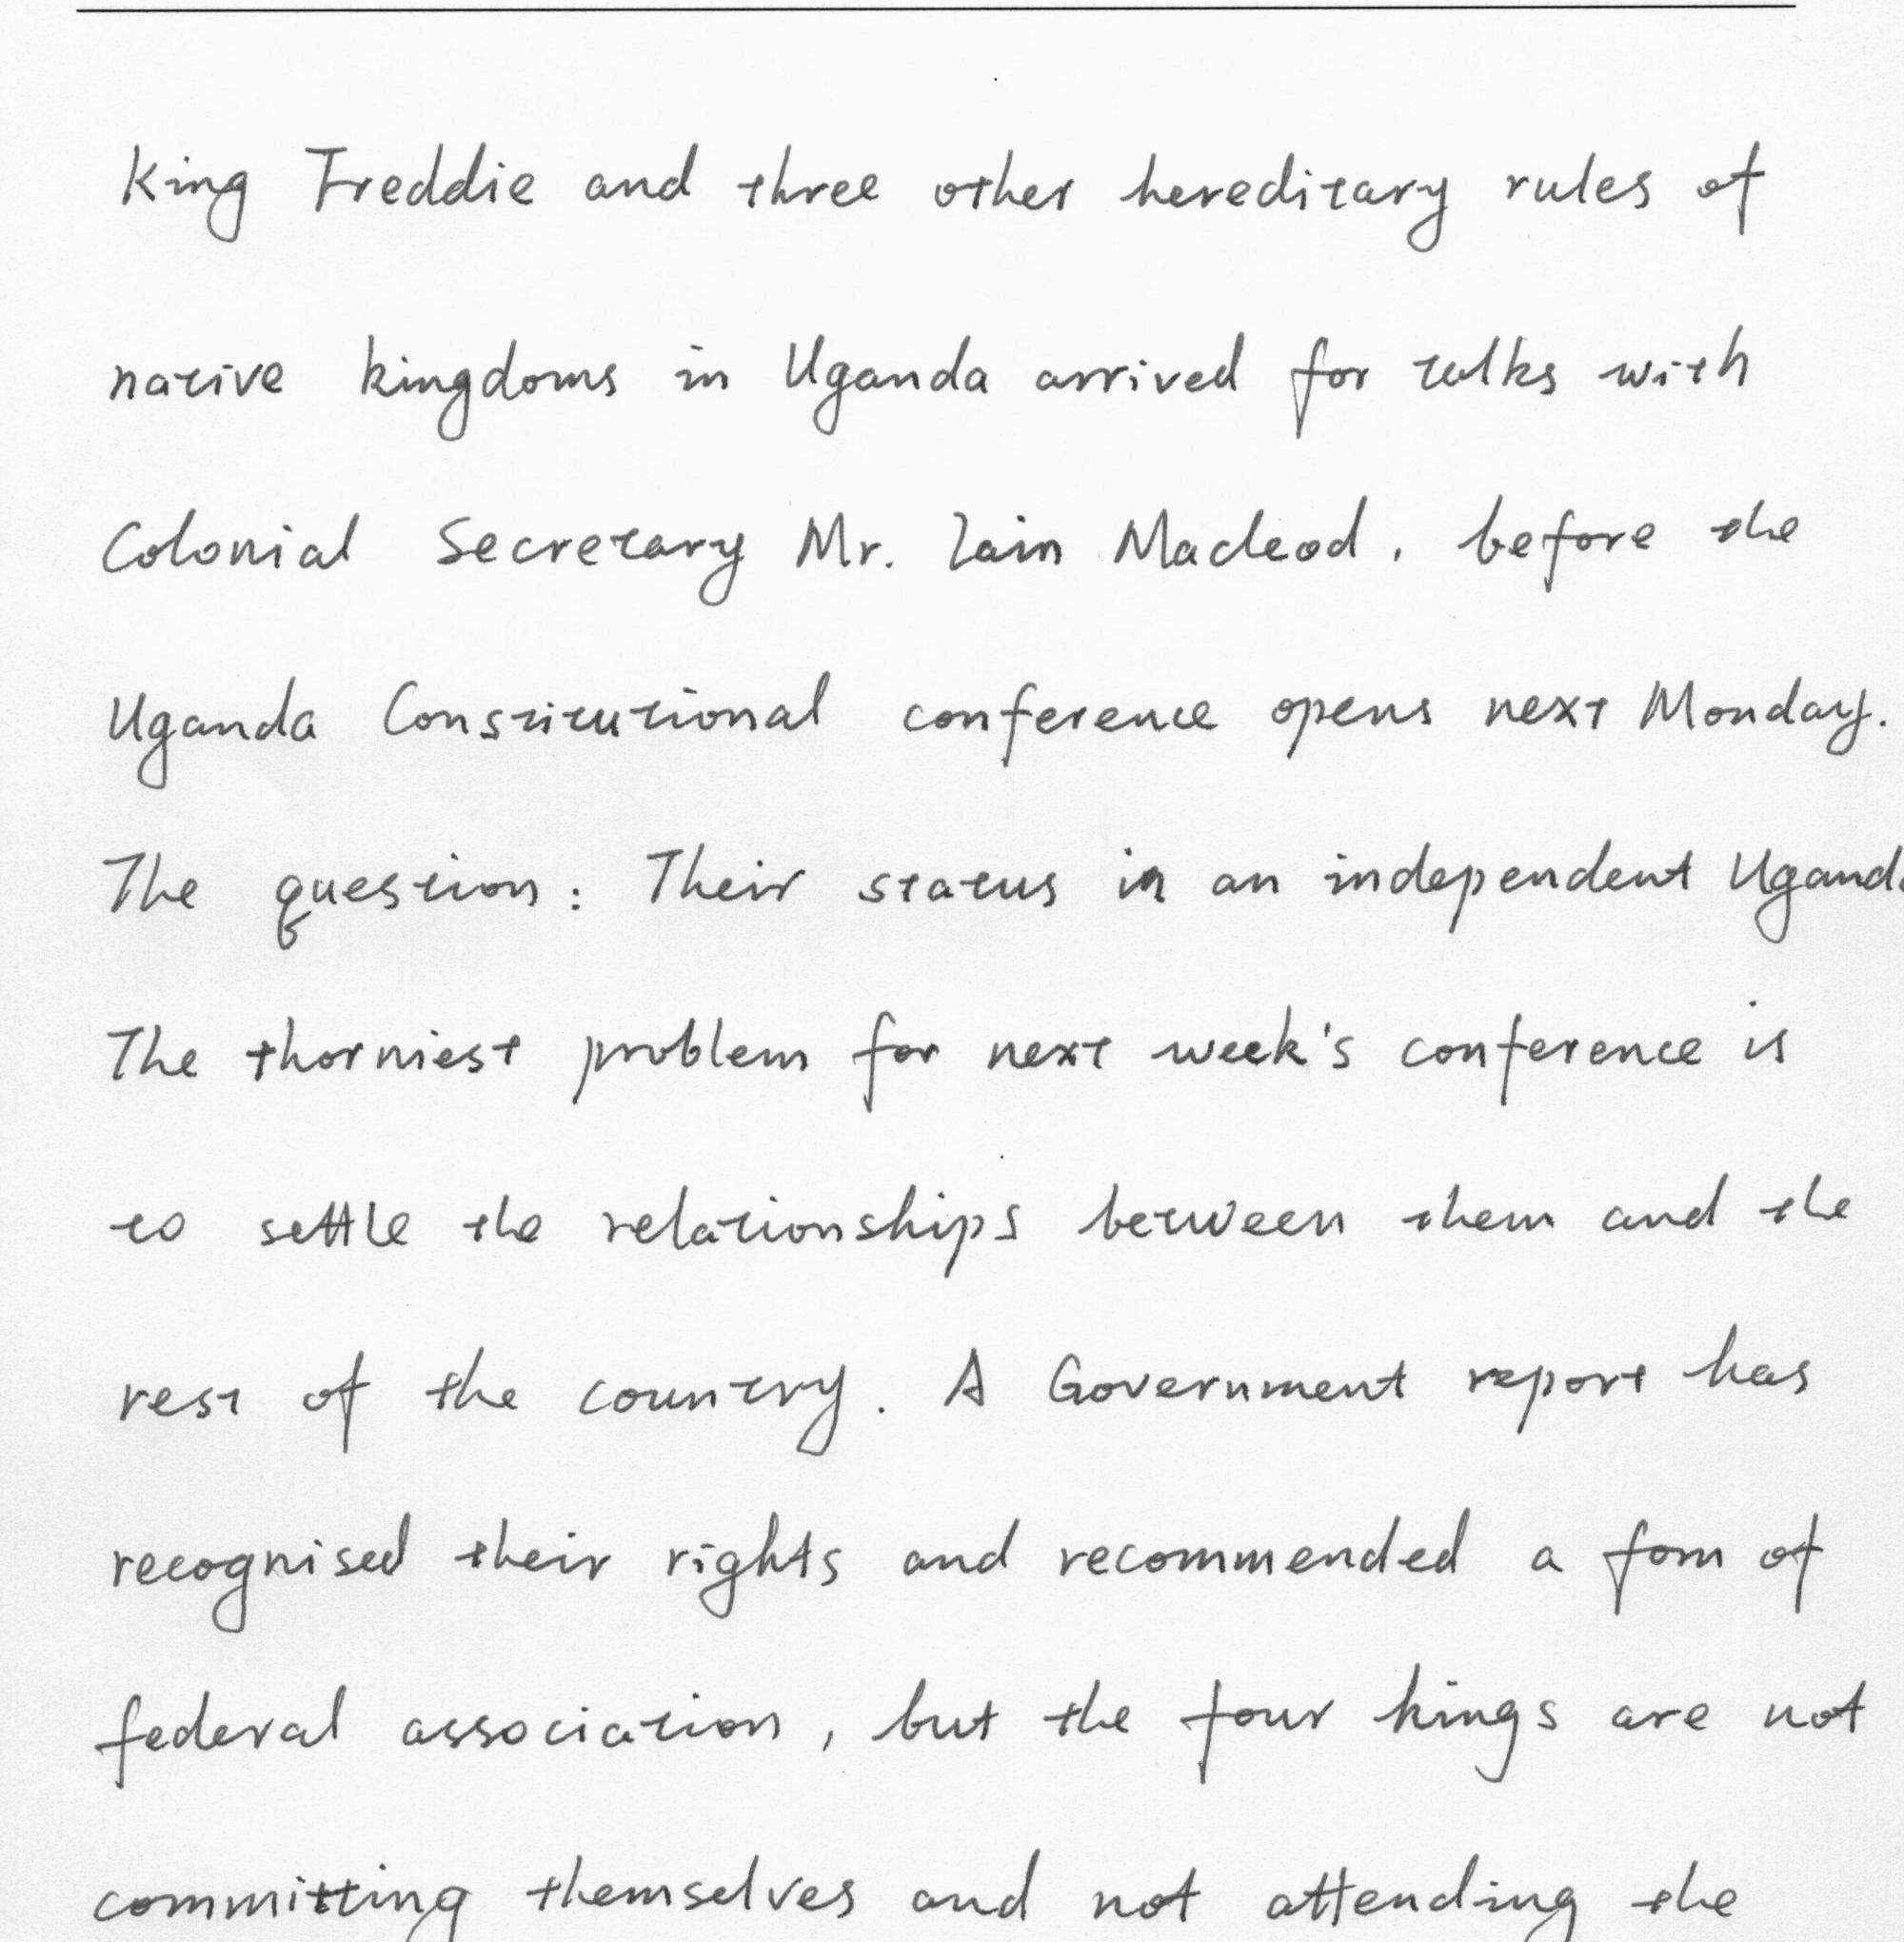 King Freddie and three other hereditary rules of
native kingdoms in Uganda arrived for talks with
Colonial Secretary Mr. Iain Macleod, before the
Uganda Constitutional conference opens next Monday.
The question: Their status in an independent Uganda
The thorniest problem for next week's conference is
to settle the relationships between them and the
rest of the country. A Government report has
recognised their rights and recommended a fom of
federal association, but the four kings are not
committing themselves and not attending the